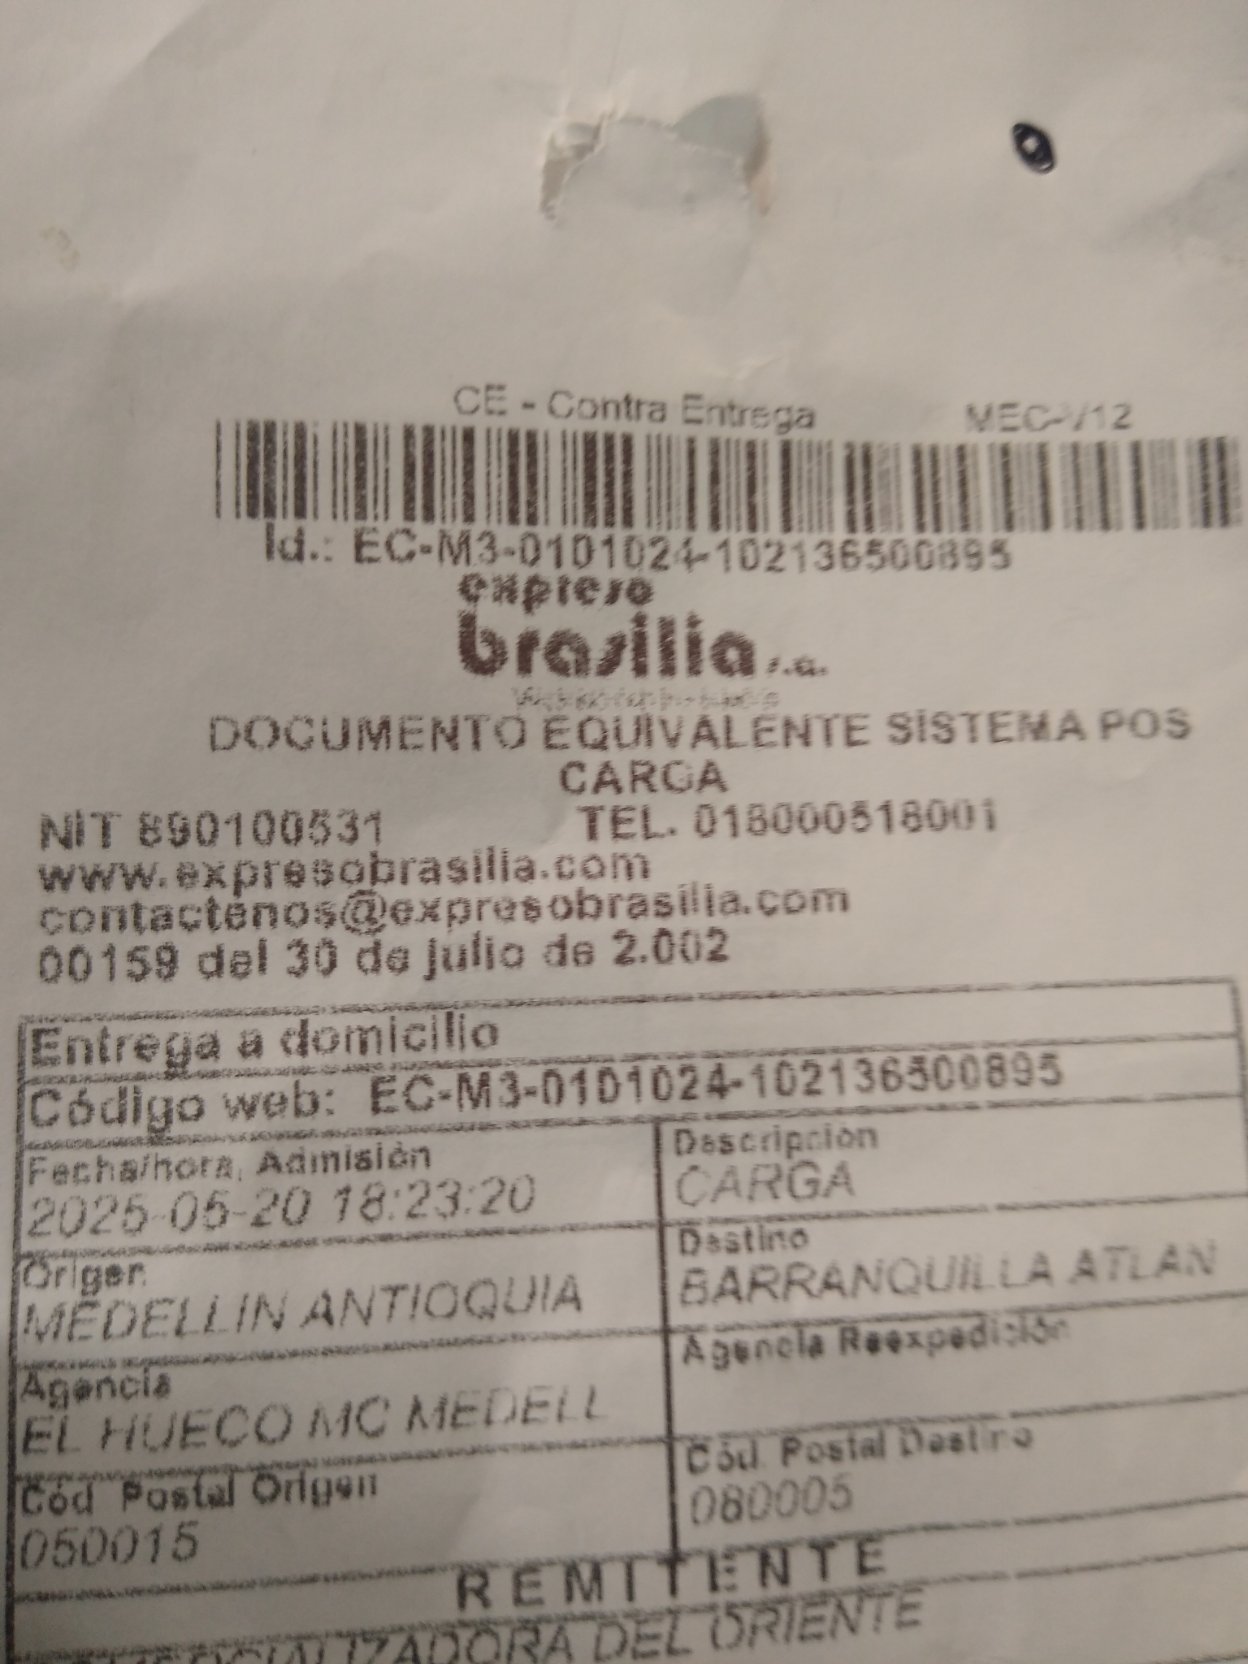 CE - Contra Entrega MEC-V12
Id.: EC-M3-0101024-102136500895
expreso
brasilia s.a.
DOCUMENTO EQUIVALENTE SISTEMA POS
CARGA
NIT 890100531 TEL. 018000518001
www.expresobrasilia.com
contactenos@expresobrasilia.com
00159 del 30 de julio de 2.002
Entrega a domicilio
Código web: EC-M3-0101024-102136500895
Fecha/hora, Admisión Descripción
2025-05-20 18:23:20 CARGA
Origen Destino
MEDELLIN ANTIOQUIA BARRANQUILLA ATLAN
Agencia Agencia Reexpedición
EL HUECO MC MEDELL
Cód. Postal Origen Cód. Postal Destino
050015 080005
REMITENTE
DEL ORIENTE